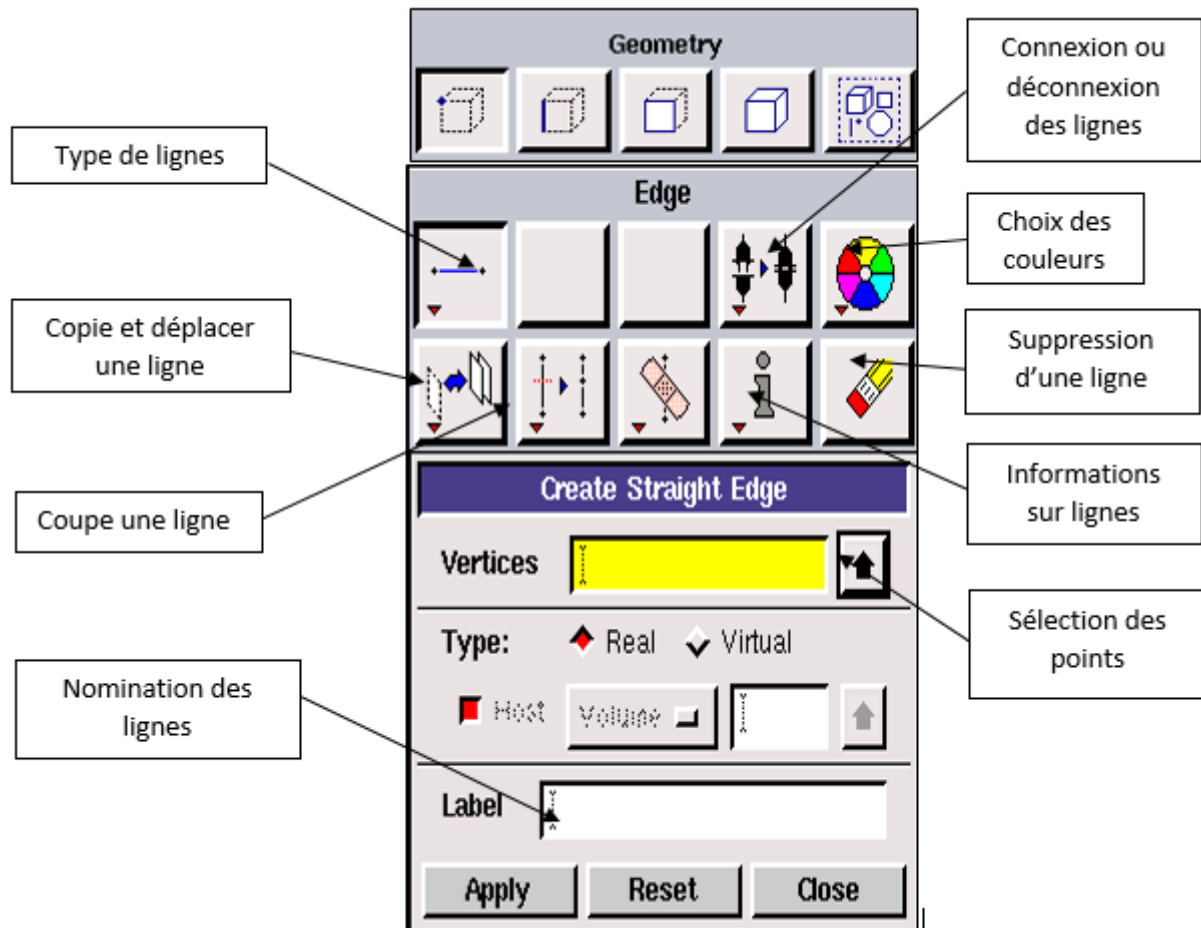 Geometry
Connexion ou
déconnexion
des lignes
Type de lignes
Edge
Choix des
couleurs
Copie et déplacer
une ligne
Suppression
d'une ligne
Coupe une ligne
Informations
sur lignes
Create Straight Edge
Vertices
Sélection des
points
Type: Real Virtual
Nomination des
lignes
Host Volume
Label
Apply Reset Close